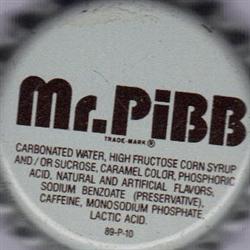 Mr.PiBB
TRADE-MARK®
CARBONATED WATER, HIGH FRUCTOSE CORN SYRUP
AND/OR SUCROSE, CARAMEL COLOR, PHOSPHORIC
ACID, NATURAL AND ARTIFICIAL FLAVORS,
SODIUM BENZOATE (PRESERVATIVE),
CAFFEINE, MONOSODIUM PHOSPHATE,
LACTIC ACID.
89-P-10